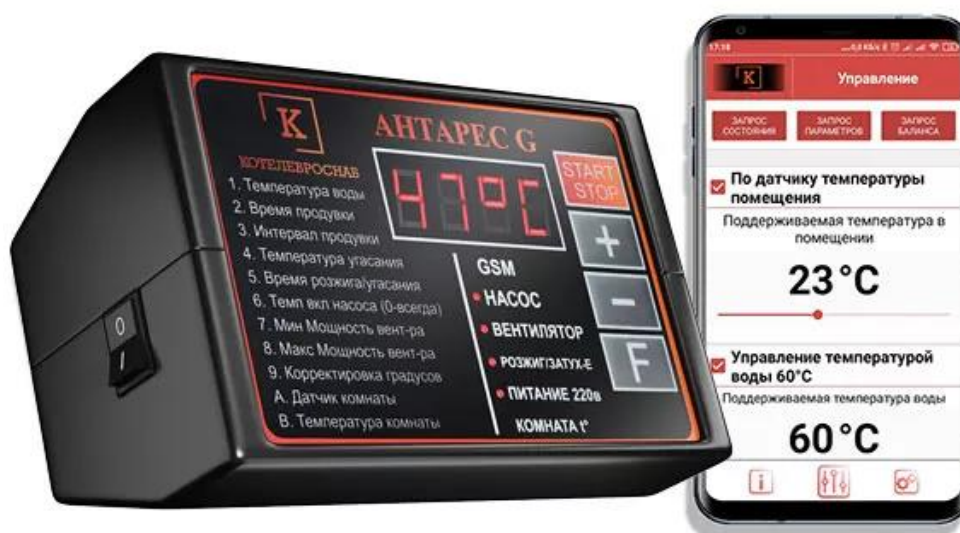 К
КОТЕЛЕВРОСНАБ
АНТАРЕС G
47°C
START
STOP
1. Температура воды
2. Время продувки
3. Интервал продувки
4. Температура угасания
5. Время розжига/угасания
6. Темп вкл насоса (0-всегда)
7. Мин Мощность вент-ра
8. Макс Мощность вент-ра
9. Корректировка градусов
А. Датчик комнаты
В. Температура комнаты
GSM
НАСОС
ВЕНТИЛЯТОР
РОЗЖИГ/ЗАТУХ-Е
ПИТАНИЕ 220в
КОМНАТА t°
+
-
F
O
I
17:18
К
Управление
ЗАПРОС
СОСТОЯНИЯ
ЗАПРОС
ПАРАМЕТРОВ
ЗАПРОС
БАЛАНСА
По датчику температуры
помещения
Поддерживаемая температура в
помещении
23 °C
Управление температурой
воды 60°C
Поддерживаемая температура воды
60 °C
i